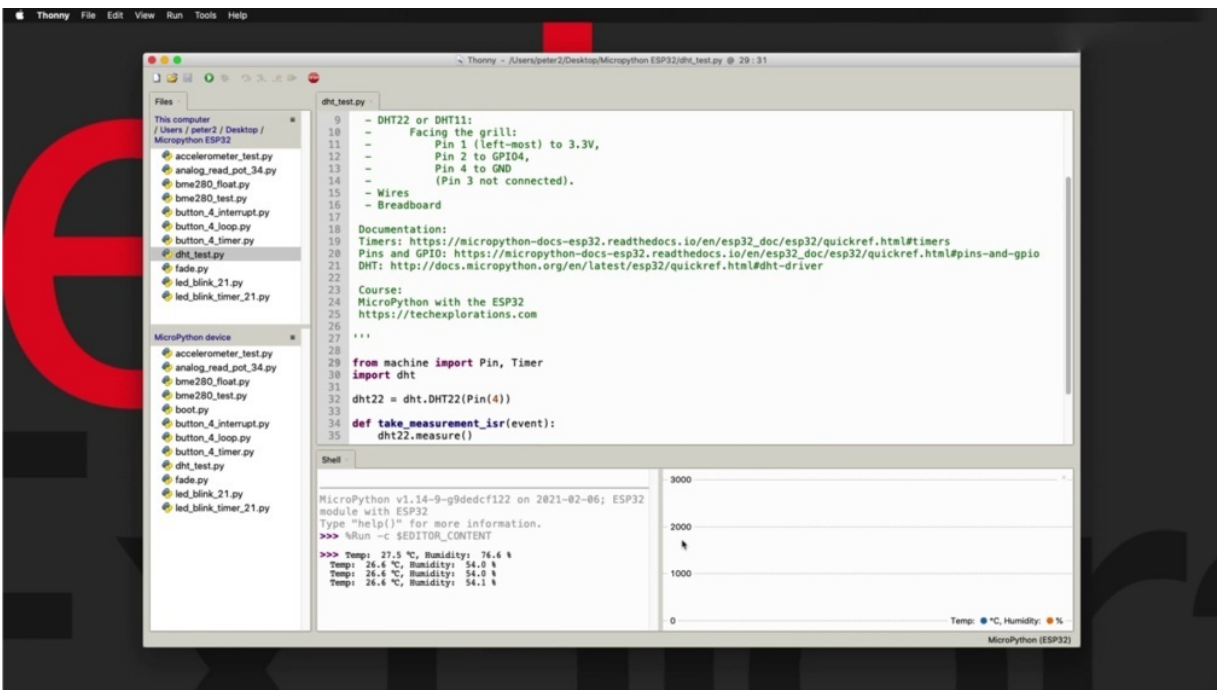 Thonny File Edit View Run Tools Help
Thonny - /Users/peter2/Desktop/Micropython ESP32/dht_test.py @ 29 : 31
Files
This computer
/ Users / peter2 / Desktop /
Micropython ESP32
accelerometer_test.py
analog_read_pot_34.py
bme280_float.py
bme280_test.py
button_4_interrupt.py
button_4_loop.py
button_4_timer.py
dht_test.py
fade.py
led_blink_21.py
led_blink_timer_21.py
MicroPython device
accelerometer_test.py
analog_read_pot_34.py
bme280_float.py
bme280_test.py
boot.py
button_4_interrupt.py
button_4_loop.py
button_4_timer.py
dht_test.py
fade.py
led_blink_21.py
led_blink_timer_21.py
dht_test.py
9 - DHT22 or DHT11:
10 - Facing the grill:
11 - Pin 1 (left-most) to 3.3V,
12 - Pin 2 to GPIO4,
13 - Pin 4 to GND
14 - (Pin 3 not connected).
15 - Wires
16 - Breadboard
17
18 Documentation:
19 Timers: https://micropython-docs-esp32.readthedocs.io/en/esp32_doc/esp32/quickref.html#timers
20 Pins and GPIO: https://micropython-docs-esp32.readthedocs.io/en/esp32_doc/esp32/quickref.html#pins-and-gpio
21 DHT: http://docs.micropython.org/en/latest/esp32/quickref.html#dht-driver
22
23 Course:
24 MicroPython with the ESP32
25 https://techexplorations.com
26
27 '''
28
29 from machine import Pin, Timer
30 import dht
31
32 dht22 = dht.DHT22(Pin(4))
33
34 def take_measurement_isr(event):
35 dht22.measure()
Shell
MicroPython v1.14-9-g9dedcf122 on 2021-02-06; ESP32
module with ESP32
Type "help()" for more information.
>>> %Run -c $EDITOR_CONTENT
>>> Temp: 27.5 °C, Humidity: 76.6 %
Temp: 26.6 °C, Humidity: 54.0 %
Temp: 26.6 °C, Humidity: 54.0 %
Temp: 26.6 °C, Humidity: 54.1 %
3000
2000
1000
0
Temp: °C, Humidity: %
MicroPython (ESP32)